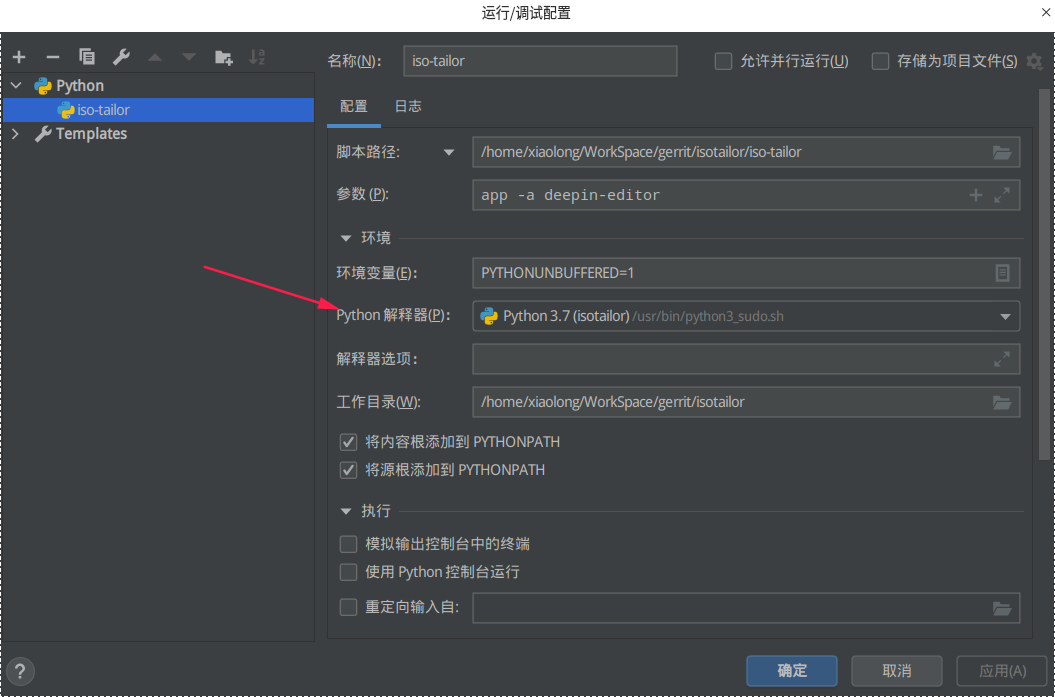 运行/调试配置
名称(N):
iso-tailor
允许并行运行(U)
存储为项目文件(S)
Python
iso-tailor
Templates
配置
日志
脚本路径:
/home/xiaolong/WorkSpace/gerrit/isotailor/iso-tailor
参数 (P):
app -a deepin-editor
环境
环境变量(E):
PYTHONUNBUFFERED=1
Python 解释器(P):
Python 3.7 (isotailor) /usr/bin/python3_sudo.sh
解释器选项:
工作目录(W):
/home/xiaolong/WorkSpace/gerrit/isotailor
将内容根添加到 PYTHONPATH
将源根添加到 PYTHONPATH
执行
模拟输出控制台中的终端
使用 Python 控制台运行
重定向输入自:
?
确定
取消
应用(A)